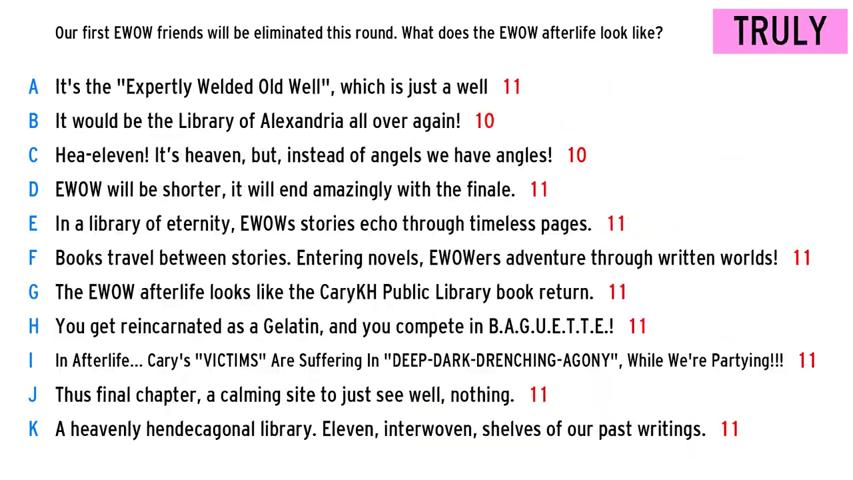 Our first EWOW friends will be eliminated this round. What does the EWOW afterlife look like?
TRULY
A It's the "Expertly Welded Old Well", which is just a well 11
B It would be the Library of Alexandria all over again! 10
C Hea-eleven! It's heaven, but, instead of angels we have angles! 10
D EWOW will be shorter, it will end amazingly with the finale. 11
E In a library of eternity, EWOWs stories echo through timeless pages. 11
F Books travel between stories. Entering novels, EWOWers adventure through written worlds! 11
G The EWOW afterlife looks like the CaryKH Public Library book return. 11
H You get reincarnated as a Gelatin, and you compete in B.A.G.U.E.T.T.E.! 11
I In Afterlife... Cary's "VICTIMS" Are Suffering In "DEEP-DARK-DRENCHING-AGONY", While We're Partying!!! 11
J Thus final chapter, a calming site to just see well, nothing. 11
K A heavenly hendecagonal library. Eleven, interwoven, shelves of our past writings. 11